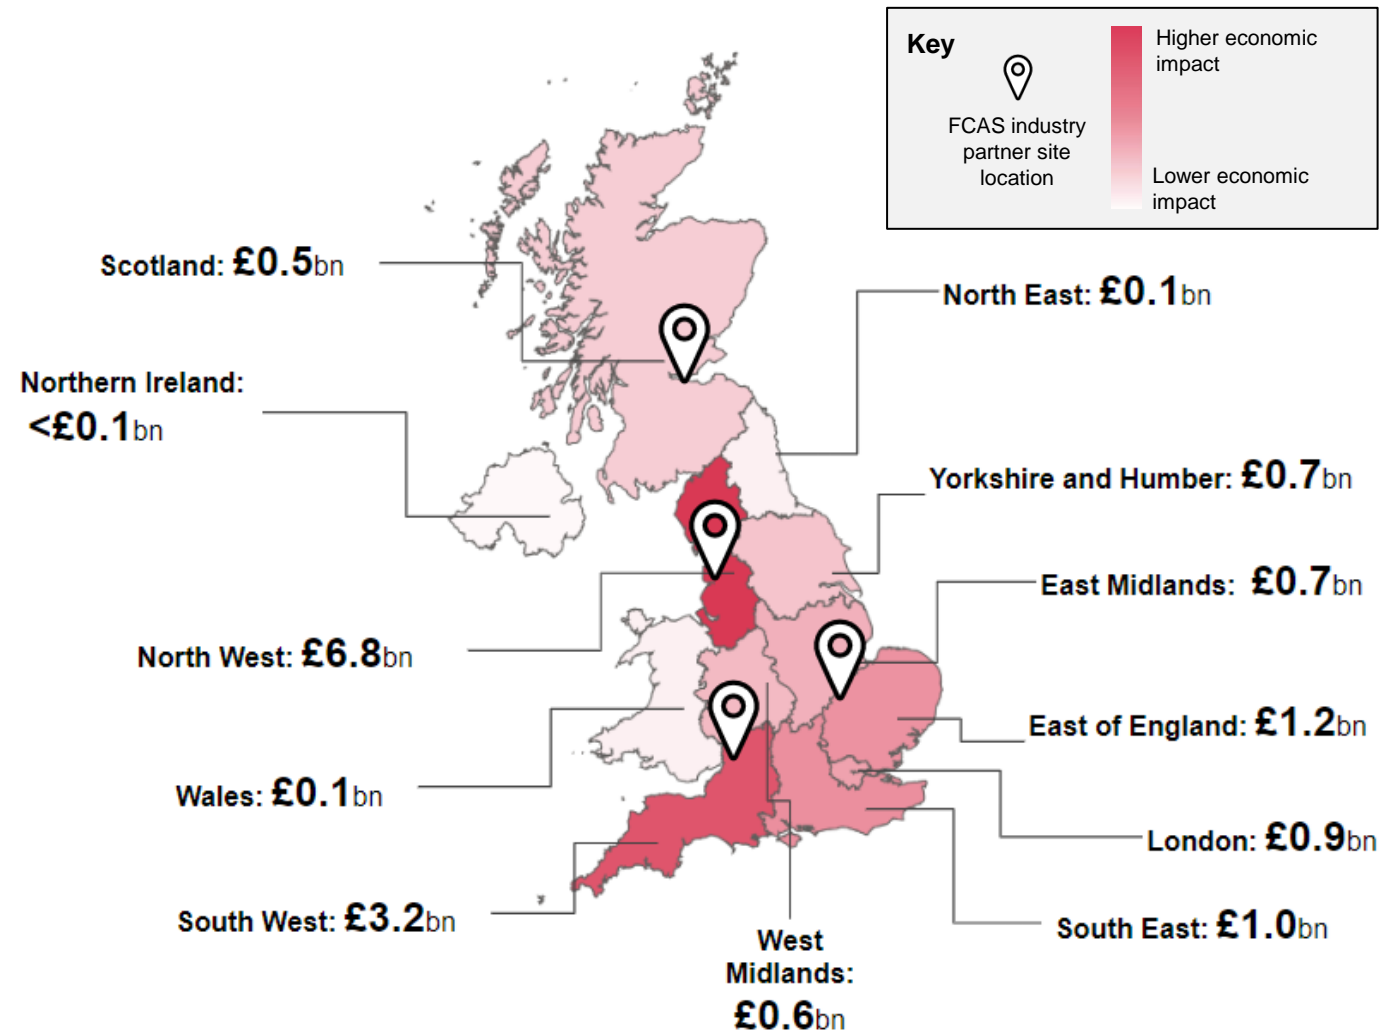 Key
Higher economic
impact
FCAS industry
partner site
location
Lower economic
impact
Scotland: £0.5bn
North East: £0.1bn
Northern Ireland:
<£0.1bn
Yorkshire and Humber: £0.7bn
East Midlands: £0.7bn
North West: £6.8bn
East of England: £1.2bn
Wales: £0.1bn
London: £0.9bn
South West: £3.2bn
South East: £1.0bn
West
Midlands:
£0.6bn